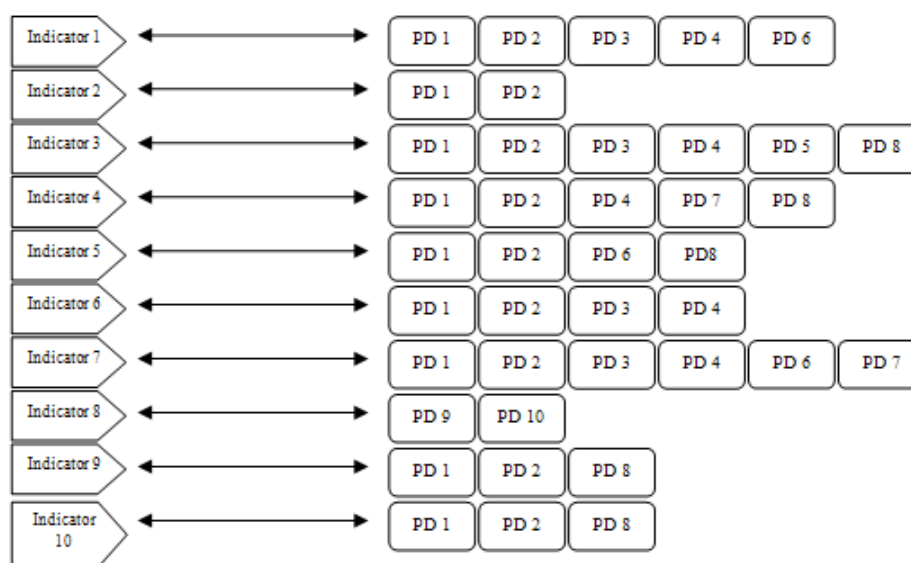 Indicator 1 PD 1 PD 2 PD 3 PD 4 PD 6
Indicator 2 PD 1 PD 2
Indicator 3 PD 1 PD 2 PD 3 PD 4 PD 5 PD 8
Indicator 4 PD 1 PD 2 PD 4 PD 7 PD 8
Indicator 5 PD 1 PD 2 PD 6 PD8
Indicator 6 PD 1 PD 2 PD 3 PD 4
Indicator 7 PD 1 PD 2 PD 3 PD 4 PD 6 PD 7
Indicator 8 PD 9 PD 10
Indicator 9 PD 1 PD 2 PD 8
Indicator
10 PD 1 PD 2 PD 8